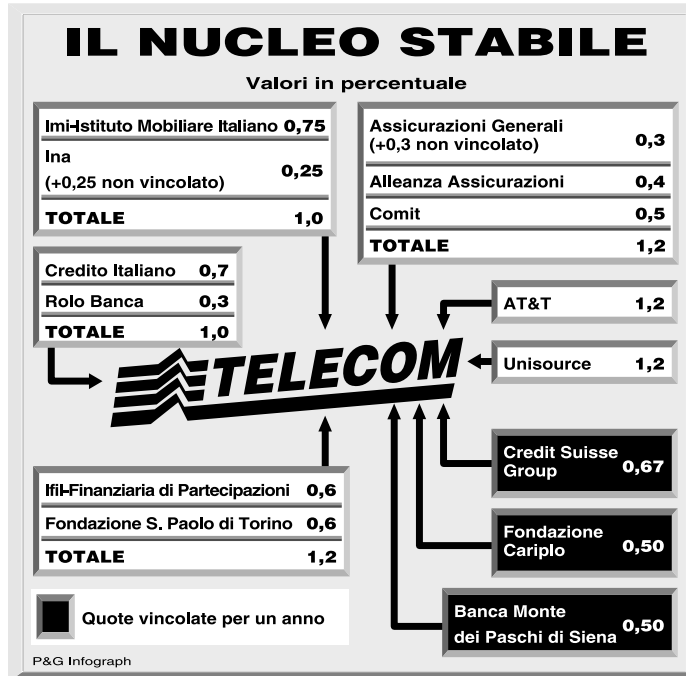 IL NUCLEO STABILE
Valori in percentuale
Imi-Istituto Mobiliare Italiano 0,75
Ina
(+0,25 non vincolato) 0,25
TOTALE 1,0
Assicurazioni Generali
(+0,3 non vincolato) 0,3
Alleanza Assicurazioni 0,4
Comit 0,5
TOTALE 1,2
Credito Italiano 0,7
Rolo Banca 0,3
TOTALE 1,0
AT&T 1,2
Unisource 1,2
TELECOM
Credit Suisse
Group 0,67
Fondazione
Cariplo 0,50
Banca Monte
dei Paschi di Siena 0,50
Ifil-Finanziaria di Partecipazioni 0,6
Fondazione S. Paolo di Torino 0,6
TOTALE 1,2
Quote vincolate per un anno
P&G Infograph